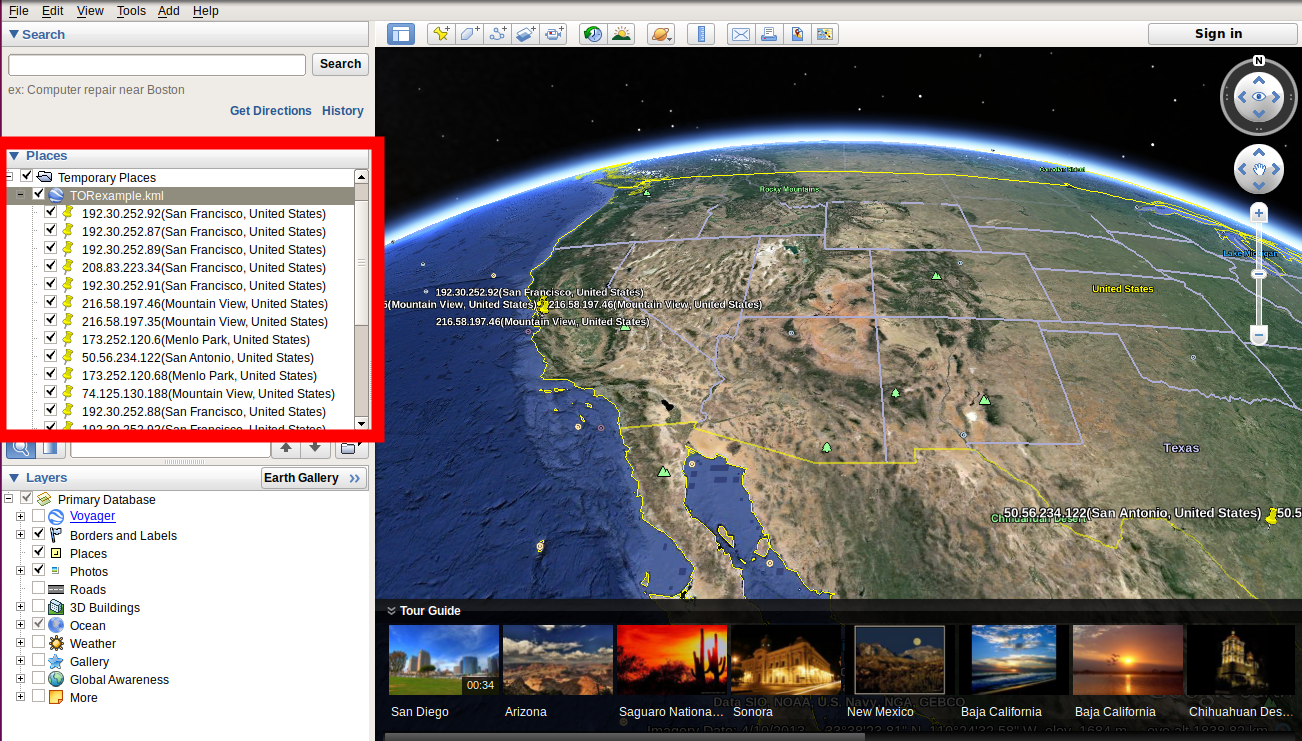 File Edit View Tools Add Help
Search
Search
ex: Computer repair near Boston
Get Directions History
Places
Temporary Places
TORexample.kml
192.30.252.92(San Francisco, United States)
192.30.252.87(San Francisco, United States)
192.30.252.89(San Francisco, United States)
208.83.223.34(San Francisco, United States)
192.30.252.91(San Francisco, United States)
216.58.197.46(Mountain View, United States)
216.58.197.35(Mountain View, United States)
173.252.120.6(Menlo Park, United States)
50.56.234.122(San Antonio, United States)
173.252.120.68(Menlo Park, United States)
74.125.130.188(Mountain View, United States)
192.30.252.88(San Francisco, United States)
192.30.252.92(San Francisco, United States)
Layers
Earth Gallery >>
Primary Database
Voyager
Borders and Labels
Places
Photos
Roads
3D Buildings
Ocean
Weather
Gallery
Global Awareness
More
Sign in
N
Rocky Mountains
Lake Michigan
United States
192.30.252.92(San Francisco, United States)
6(Mountain View, United States) 216.58.197.46(Mountain View, United States)
216.58.197.46(Mountain View, United States)
Texas
50.56.234.122(San Antonio, United States) 50.5
Chihuahuan Desert
Tour Guide
00:34
San Diego Arizona Saguaro Nationa... Sonora New Mexico Baja California Baja California Chihuahuan Des...
Data SIO, NOAA, U.S. Navy, NGA, GEBCO
Imagery Date: 4/10/2013 33°38'23.81" N 110°24'32.58" W elev 1684 m eye alt 1838.82 km